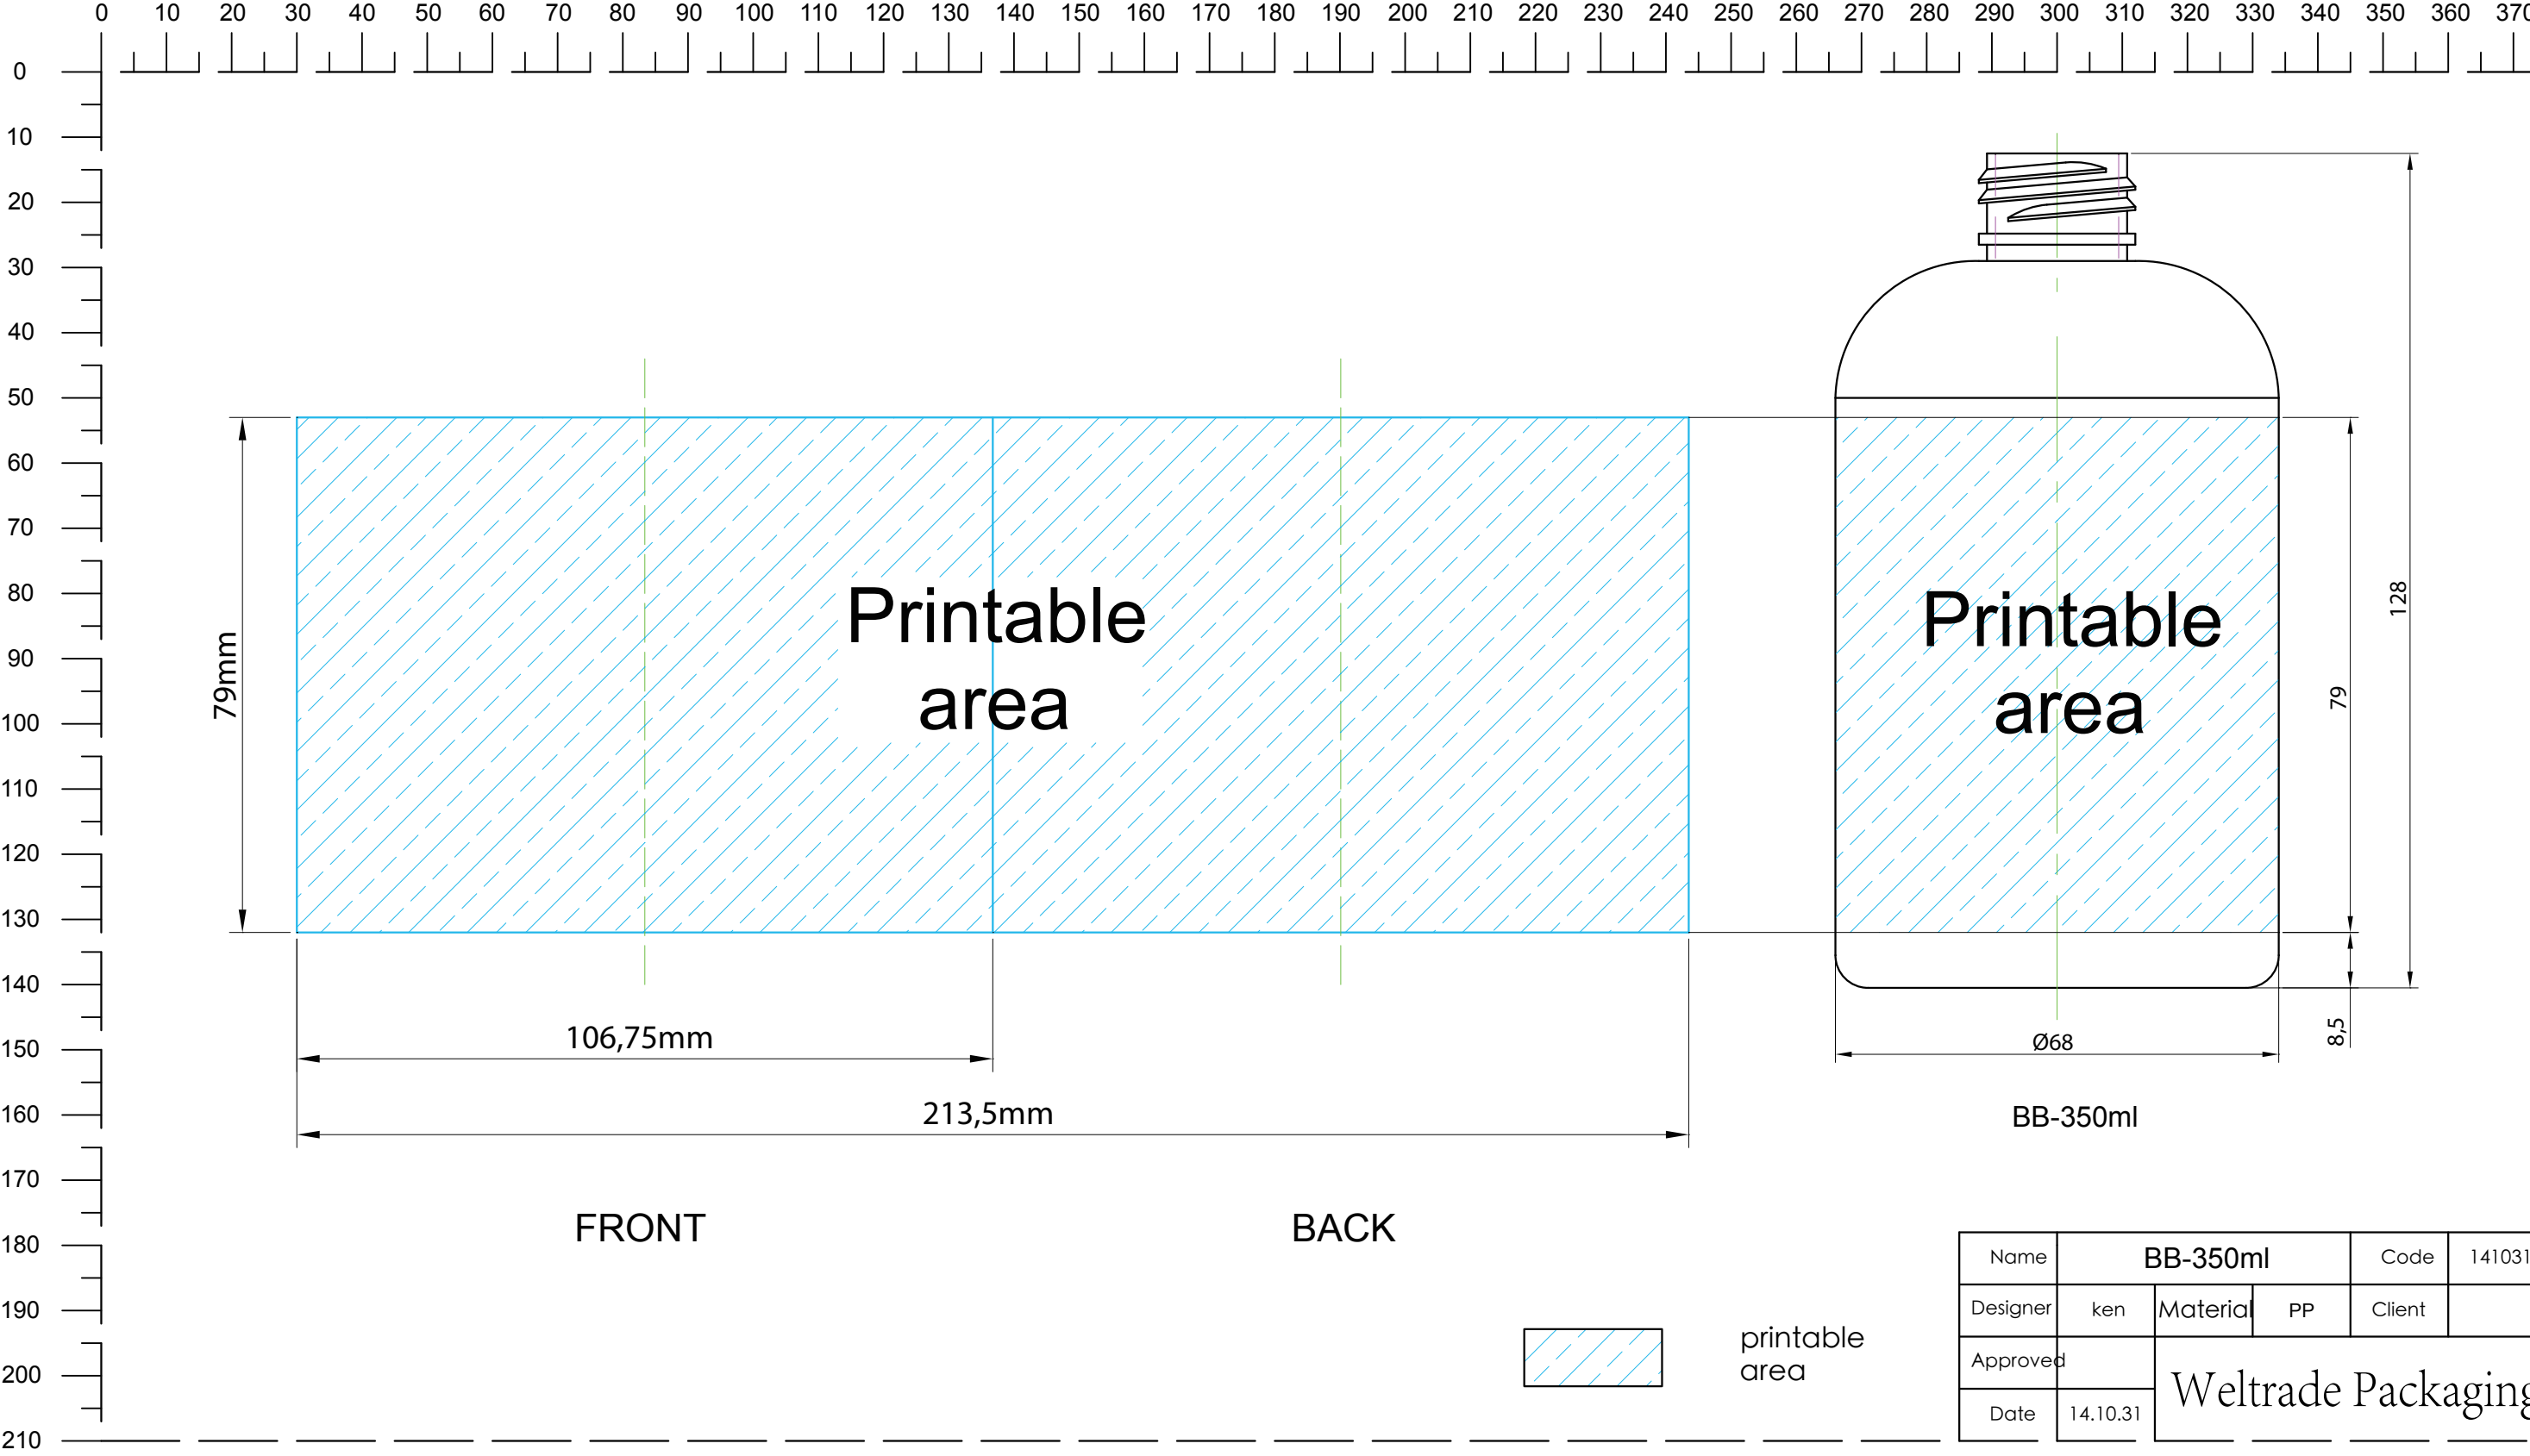 0 10 20 30 40 50 60 70 80 90 100 110 120 130 140 150 160 170 180 190 200 210 220 230 240 250 260 270 280 290 300 310 320 330 340 350 360 370
0
10
20
30
40
50
60
70
80
90
100
110
120
130
140
150
160
170
180
190
200
210
79mm
Printable
area
106,75mm
213,5mm
FRONT
BACK
Printable
area
128
79
8,5
Ø68
BB-350ml
printable
area
Name BB-350ml Code 141031
Designer ken Material PP Client
Approved
Date 14.10.31
Weltrade Packaging